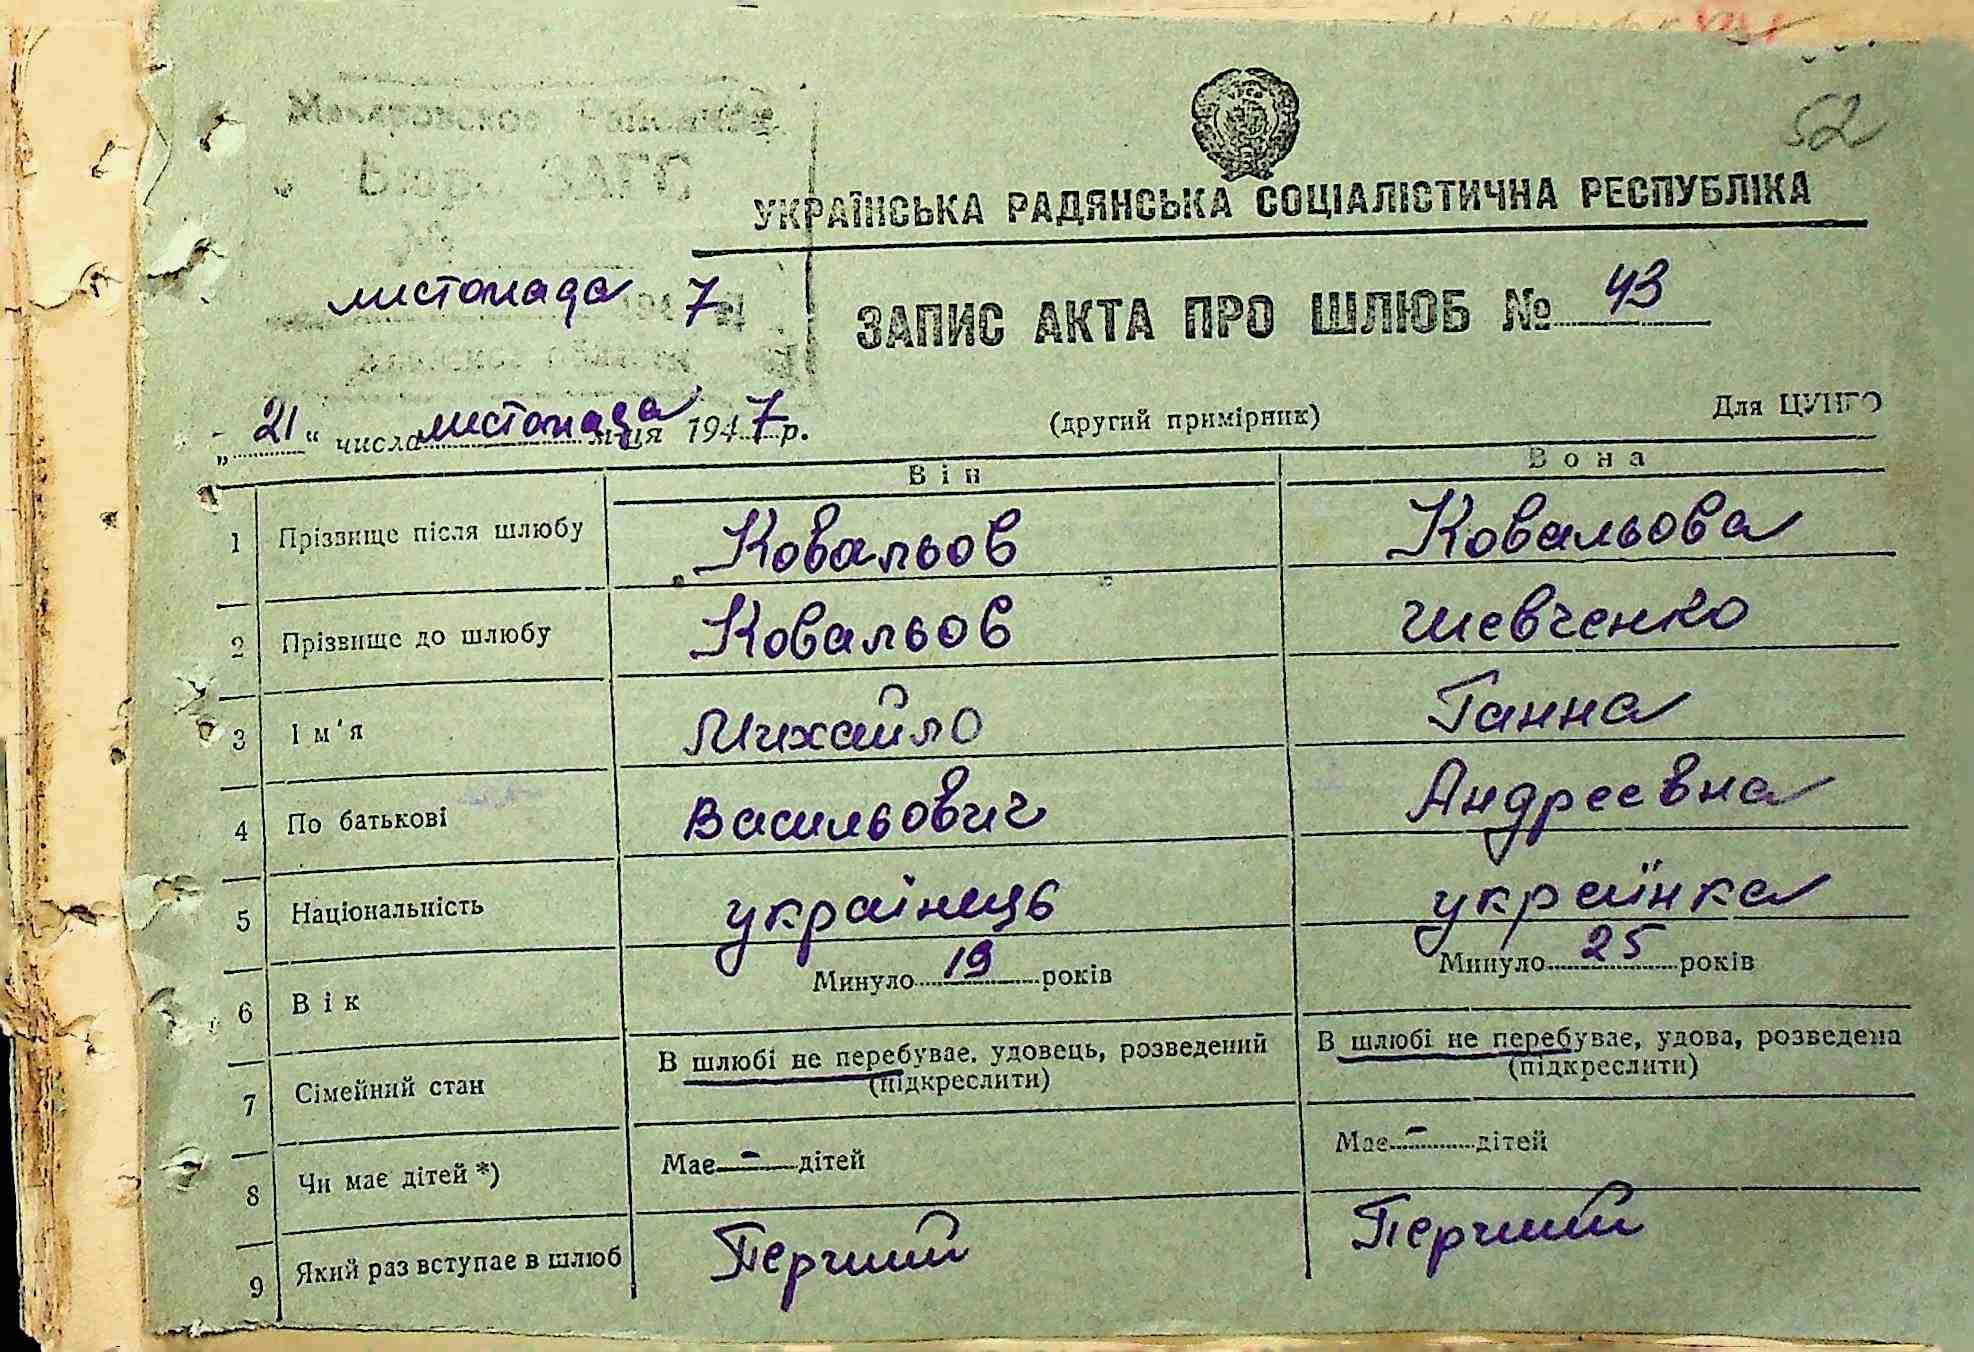 52
Бюро ЗАГС
УКРАЇНСЬКА РАДЯНСЬКА СОЦІАЛІСТИЧНА РЕСПУБЛІКА
листопада 7
ЗАПИС АКТА ПРО ШЛЮБ № 43
„21“ числа листопада м-ця 1947 р.
(другий примірник)
Для ЦУНГО
Він Вона
1 Прізвище після шлюбу Ковальов Ковальова
2 Прізвище до шлюбу Ковальов Шевченко
3 Ім'я Михайло Ганна
4 По батькові Васильович Андреевна
5 Національність українець українка
6 Вік Минуло 19 років Минуло 25 років
7 Сімейний стан В шлюбі не перебуває, удовець, розведений В шлюбі не перебуває, удова, розведена
(підкреслити) (підкреслити)
8 Чи має дітей *) Має - дітей Має - дітей
9 Який раз вступає в шлюб Перший Перший